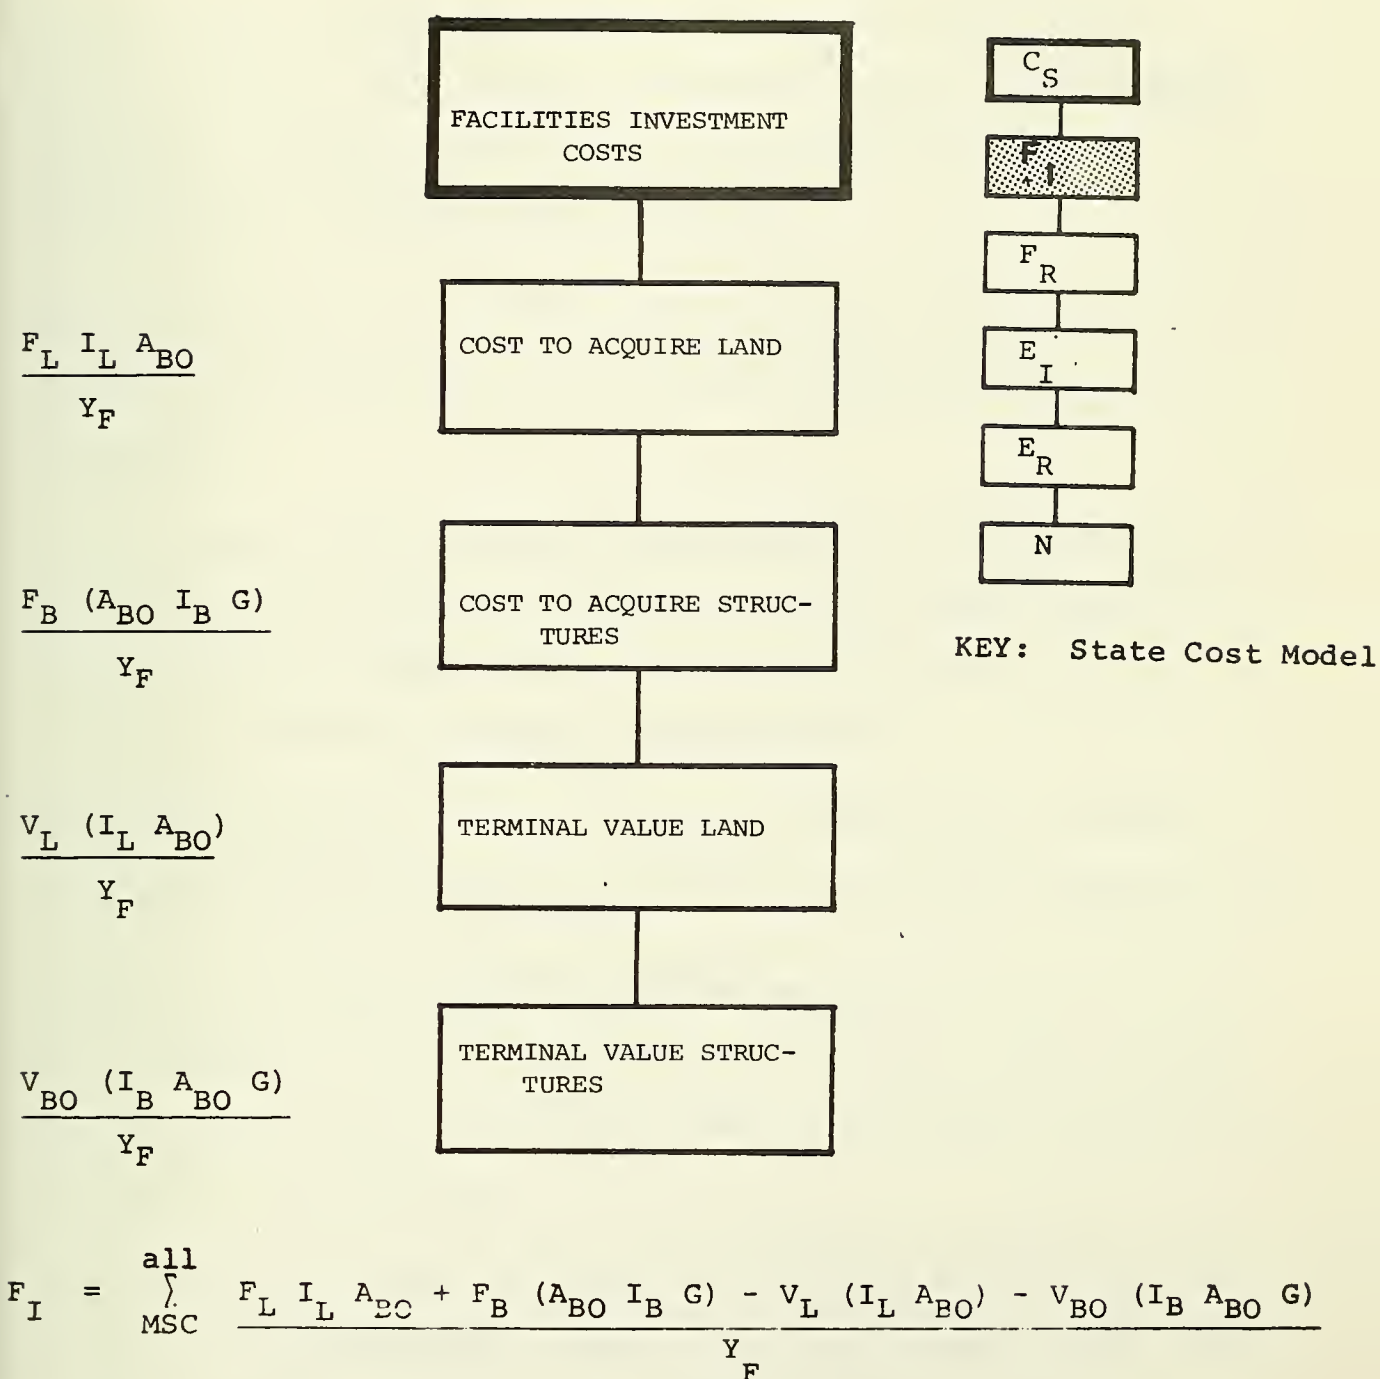 FACILITIES INVESTMENT
COSTS
C_S
F_I
F_R
E_I
E_R
N
KEY: State Cost Model
F_L I_L A_BO
Y_F
COST TO ACQUIRE LAND
F_B (A_BO I_B G)
Y_F
COST TO ACQUIRE STRUC-
TURES
V_L (I_L A_BO)
Y_F
TERMINAL VALUE LAND
V_BO (I_B A_BO G)
Y_F
TERMINAL VALUE STRUC-
TURES
all
F_I = ∑ F_L I_L A_BO + F_B (A_BO I_B G) - V_L (I_L A_BO) - V_BO (I_B A_BO G)
MSC
Y_F